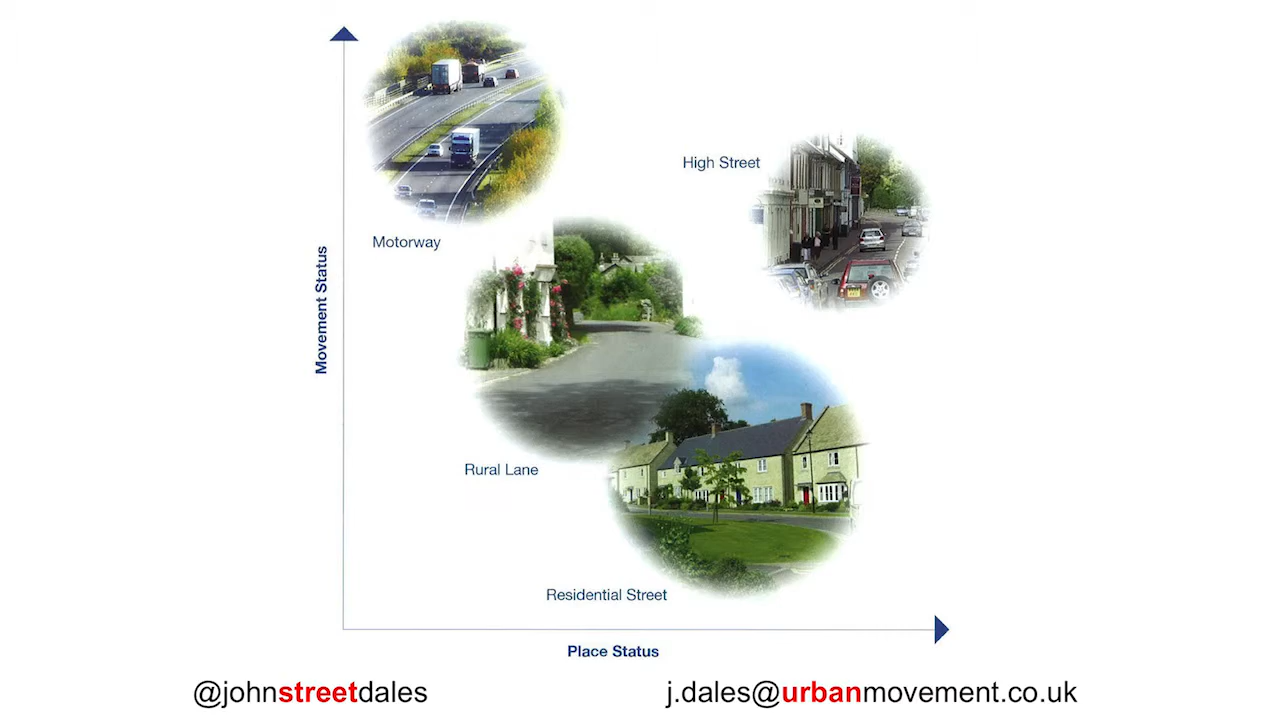 High Street
Motorway
Movement Status
Rural Lane
Residential Street
Place Status
@johnstreetdales
j.dales@urbanmovement.co.uk